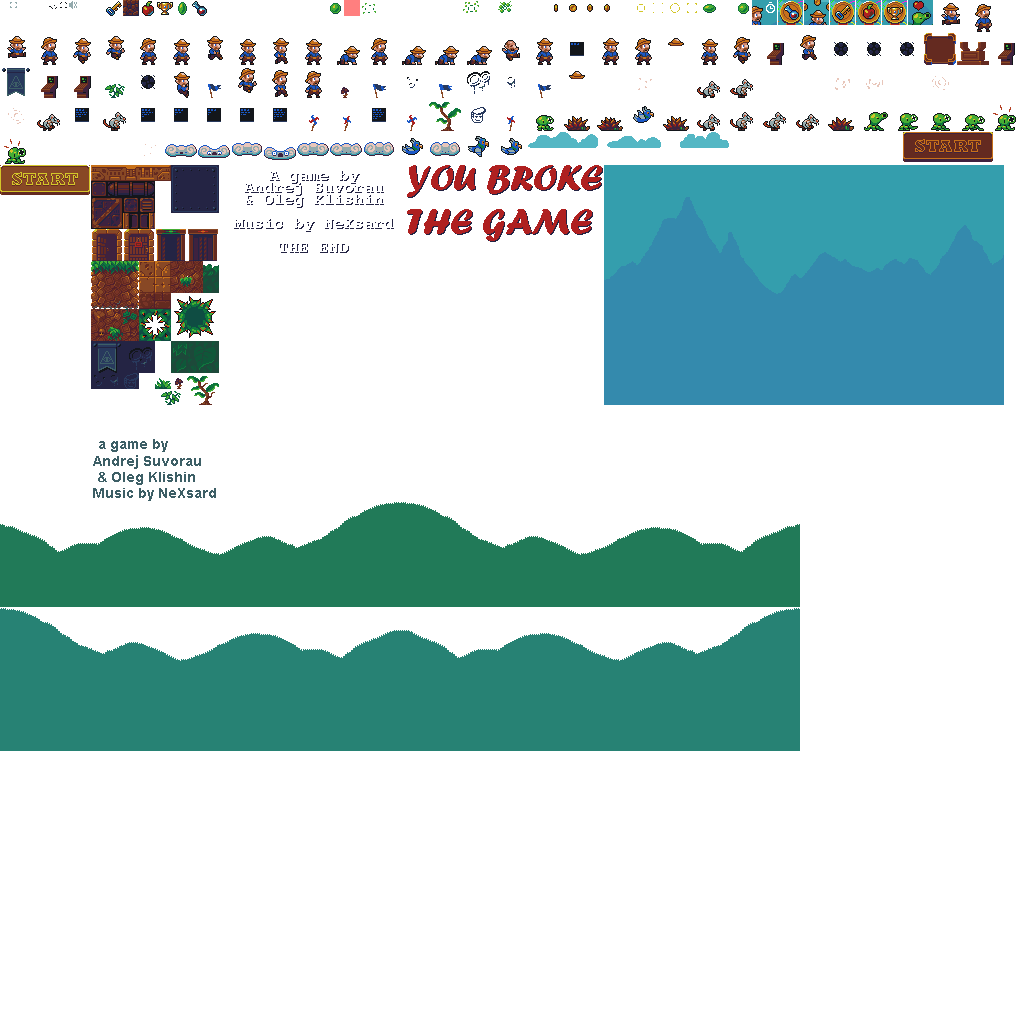 START
START
A game by
Andrej Suvorau
& Oleg Klishin
Music by NeXsard
THE END
YOU BROKE
THE GAME
a game by
Andrej Suvorau
& Oleg Klishin
Music by NeXsard